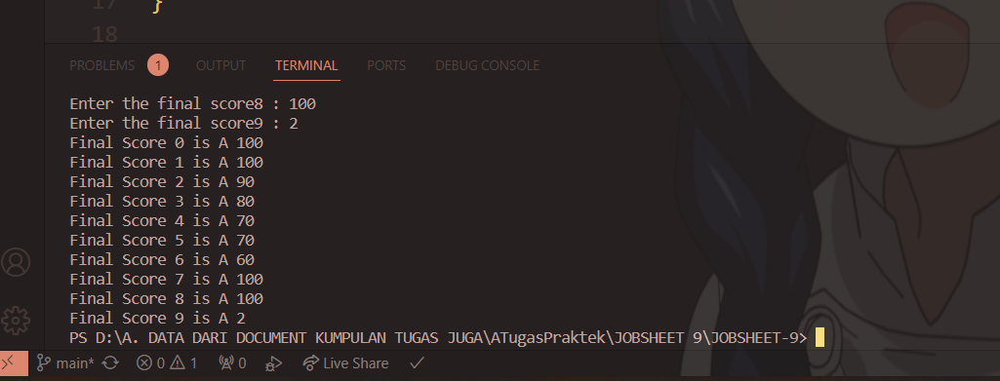 17 }
18
PROBLEMS 1 OUTPUT TERMINAL PORTS DEBUG CONSOLE
Enter the final score8 : 100
Enter the final score9 : 2
Final Score 0 is A 100
Final Score 1 is A 100
Final Score 2 is A 90
Final Score 3 is A 80
Final Score 4 is A 70
Final Score 5 is A 70
Final Score 6 is A 60
Final Score 7 is A 100
Final Score 8 is A 100
Final Score 9 is A 2
PS D:\A. DATA DARI DOCUMENT KUMPULAN TUGAS JUGA\ATugasPraktek\JOBSHEET 9\JOBSHEET-9>
main* 0 1 0 Live Share